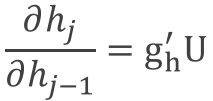 ∂h_j/∂h_{j−1} = g′_h U